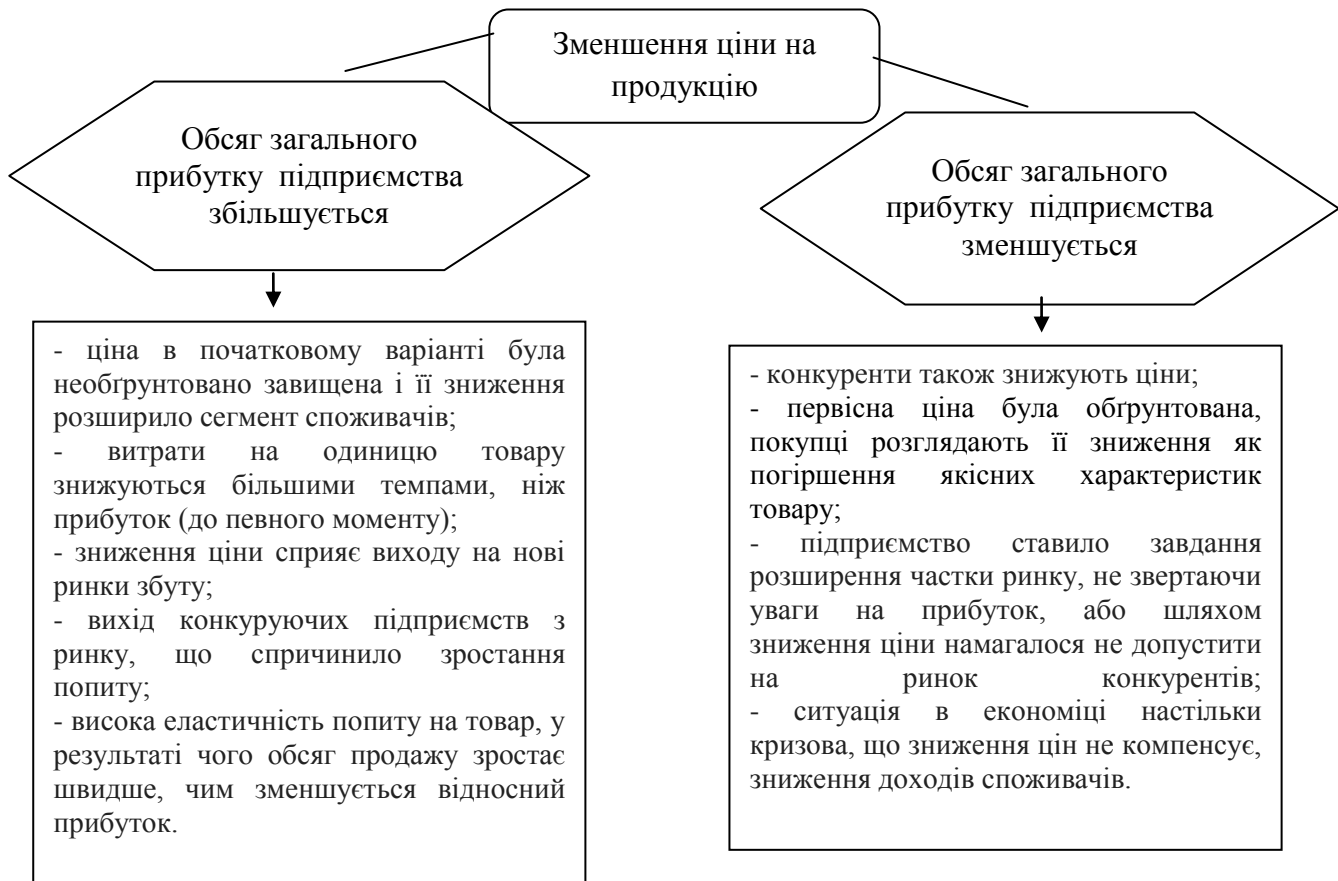 Зменшення ціни на
продукцію
Обсяг загального
прибутку підприємства
збільшується
Обсяг загального
прибутку підприємства
зменшується
- ціна в початковому варіанті була
необґрунтовано завищена і її зниження
розширило сегмент споживачів;
- витрати на одиницю товару
знижуються більшими темпами, ніж
прибуток (до певного моменту);
- зниження ціни сприяє виходу на нові
ринки збуту;
- вихід конкуруючих підприємств з
ринку, що спричинило зростання
попиту;
- висока еластичність попиту на товар, у
результаті чого обсяг продажу зростає
швидше, чим зменшується відносний
прибуток.
- конкуренти також знижують ціни;
- первісна ціна була обґрунтована,
покупці розглядають її зниження як
погіршення якісних характеристик
товару;
- підприємство ставило завдання
розширення частки ринку, не звертаючи
уваги на прибуток, або шляхом
зниження ціни намагалося не допустити
на ринок конкурентів;
- ситуація в економіці настільки
кризова, що зниження цін не компенсує,
зниження доходів споживачів.